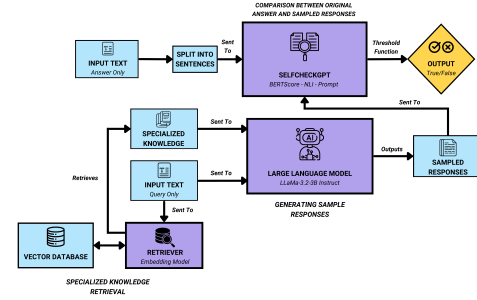 COMPARISON BETWEEN ORIGINAL
ANSWER AND SAMPLED RESPONSES
INPUT TEXT
Answer Only
Sent
To
SPLIT INTO
SENTENCES
Sent
To
SELFCHECKGPT
BERTScore - NLI - Prompt
Threshold
Function
OUTPUT
True/False
Sent To
SPECIALIZED
KNOWLEDGE
Sent To
AI
LARGE LANGUAGE MODEL
LLaMa-3.2-3B Instruct
Outputs
SAMPLED
RESPONSES
Retrieves
INPUT TEXT
Query Only
Sent To
GENERATING SAMPLE
RESPONSES
Sent To
VECTOR DATABASE
RETRIEVER
Embedding Model
SPECIALIZED KNOWLEDGE
RETRIEVAL